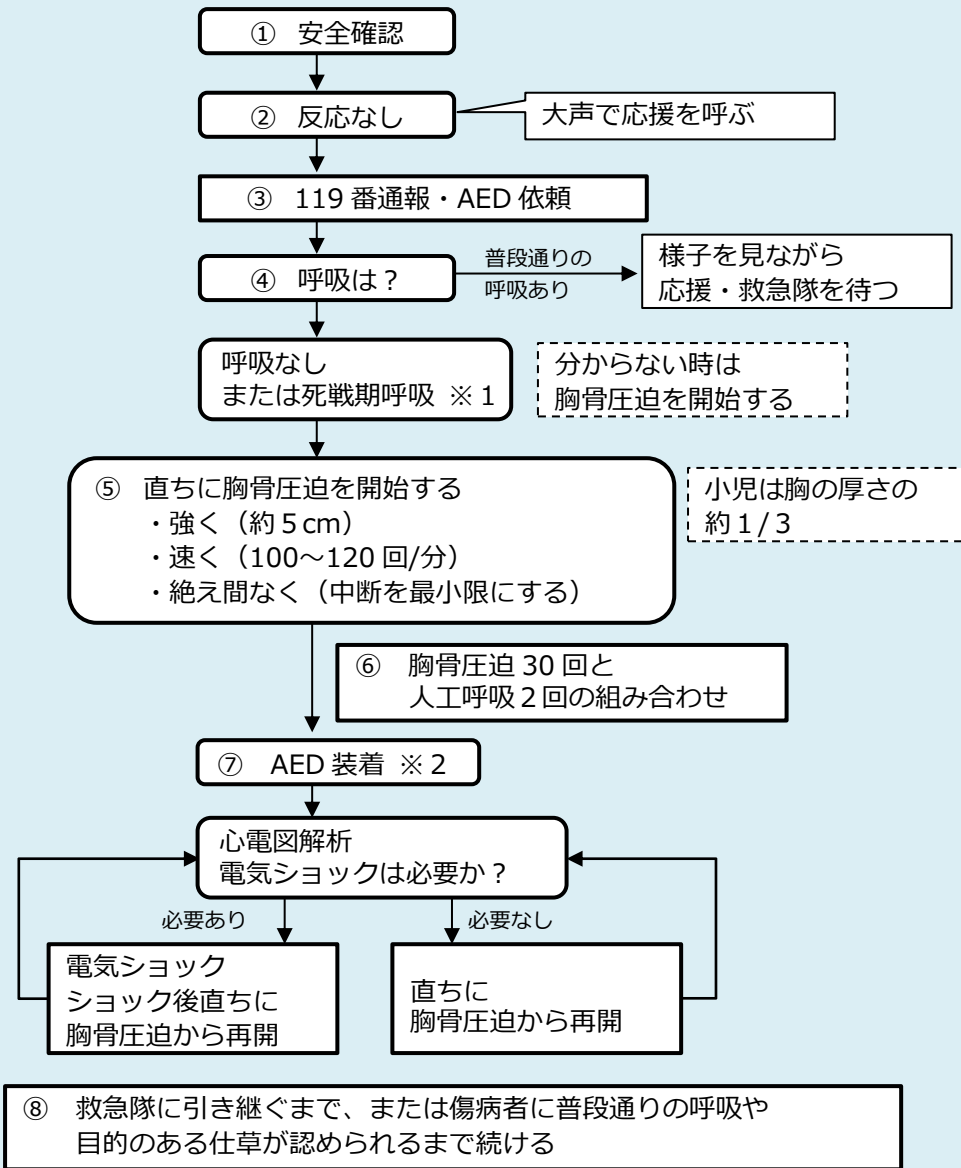 ① 安全確認
② 反応なし
大声で応援を呼ぶ
③ 119 番通報・AED 依頼
④ 呼吸は？
普段通りの
呼吸あり
様子を見ながら
応援・救急隊を待つ
呼吸なし
または死戦期呼吸 ※１
分からない時は
胸骨圧迫を開始する
⑤ 直ちに胸骨圧迫を開始する
・強く（約５cm）
・速く（100～120 回/分）
・絶え間なく（中断を最小限にする）
小児は胸の厚さの
約１/３
⑥ 胸骨圧迫 30 回と
人工呼吸２回の組み合わせ
⑦ AED 装着 ※２
心電図解析
電気ショックは必要か？
必要あり
必要なし
電気ショック
ショック後直ちに
胸骨圧迫から再開
直ちに
胸骨圧迫から再開
⑧ 救急隊に引き継ぐまで、または傷病者に普段通りの呼吸や
目的のある仕草が認められるまで続ける